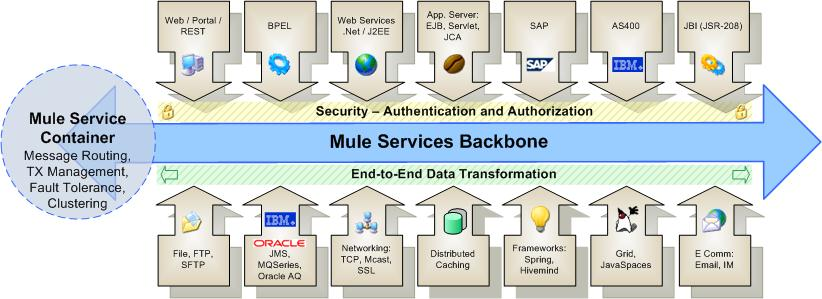 Web / Portal /
REST
BPEL
Web Services
.Net / J2EE
App. Server:
EJB, Servlet,
JCA
SAP
AS400
JBI (JSR-208)
SAP
IBM
Security – Authentication and Authorization
Mule Service
Container
Message Routing,
TX Management,
Fault Tolerance,
Clustering
Mule Services Backbone
End-to-End Data Transformation
IBM
ORACLE
File, FTP,
SFTP
JMS,
MQSeries,
Oracle AQ
Networking:
TCP, Mcast,
SSL
Distributed
Caching
Frameworks:
Spring,
Hivemind
Grid,
JavaSpaces
E Comm:
Email, IM